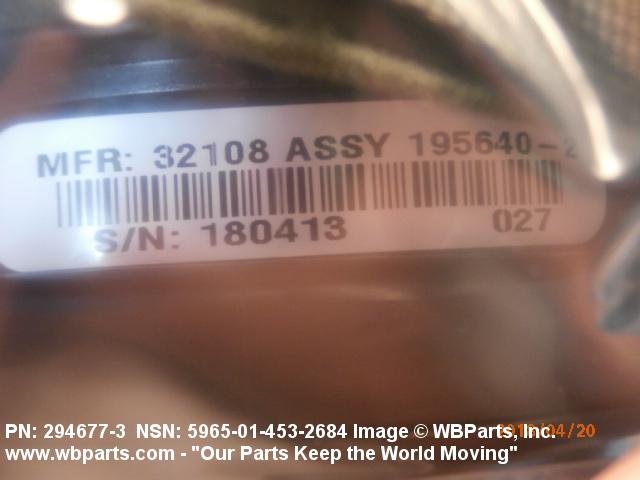 MFR: 32108 ASSY 195640-2
S/N: 180413 027
PN: 294677-3 NSN: 5965-01-453-2684 Image © WBParts, Inc.
www.wbparts.com - "Our Parts Keep the World Moving"